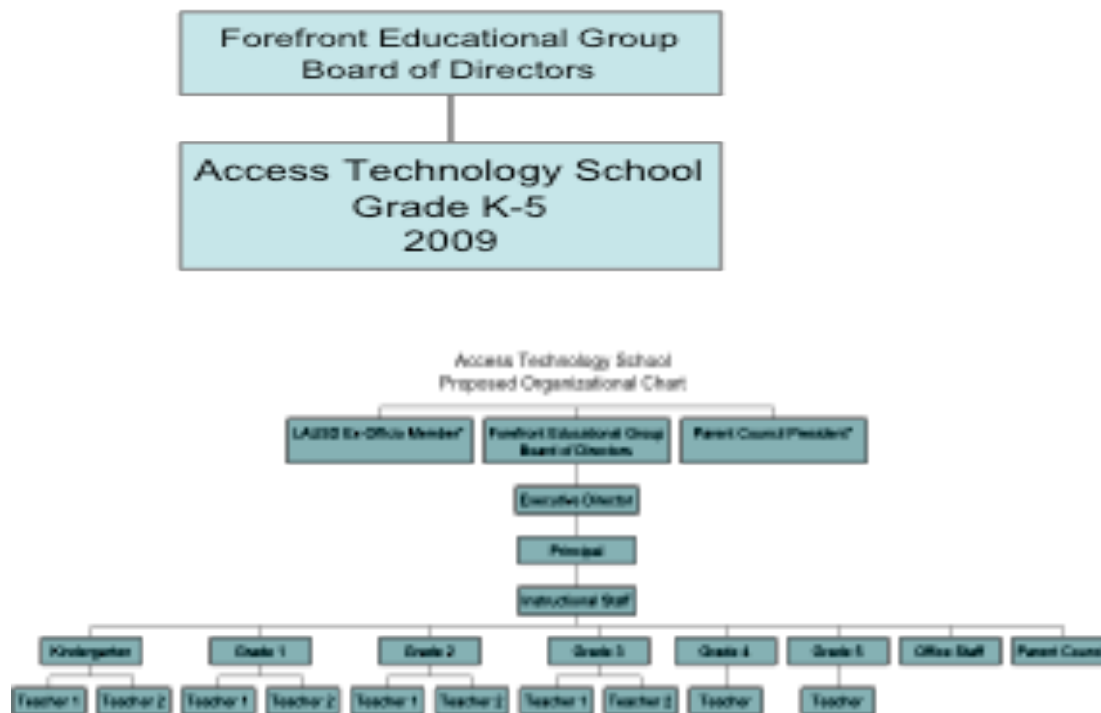 Forefront Educational Group
Board of Directors
Access Technology School
Grade K-5
2009
Access Technology School
Proposed Organizational Chart
LAUSD Ex-Officio Member*
Forefront Educational Group
Board of Directors
Parent Council President*
Executive Director
Principal
Instructional Staff
Kindergarten
Grade 1
Grade 2
Grade 3
Grade 4
Grade 5
Office Staff
Parent Counci
Teacher 1
Teacher 2
Teacher 1
Teacher 2
Teacher 1
Teacher 2
Teacher 1
Teacher 2
Teacher
Teacher